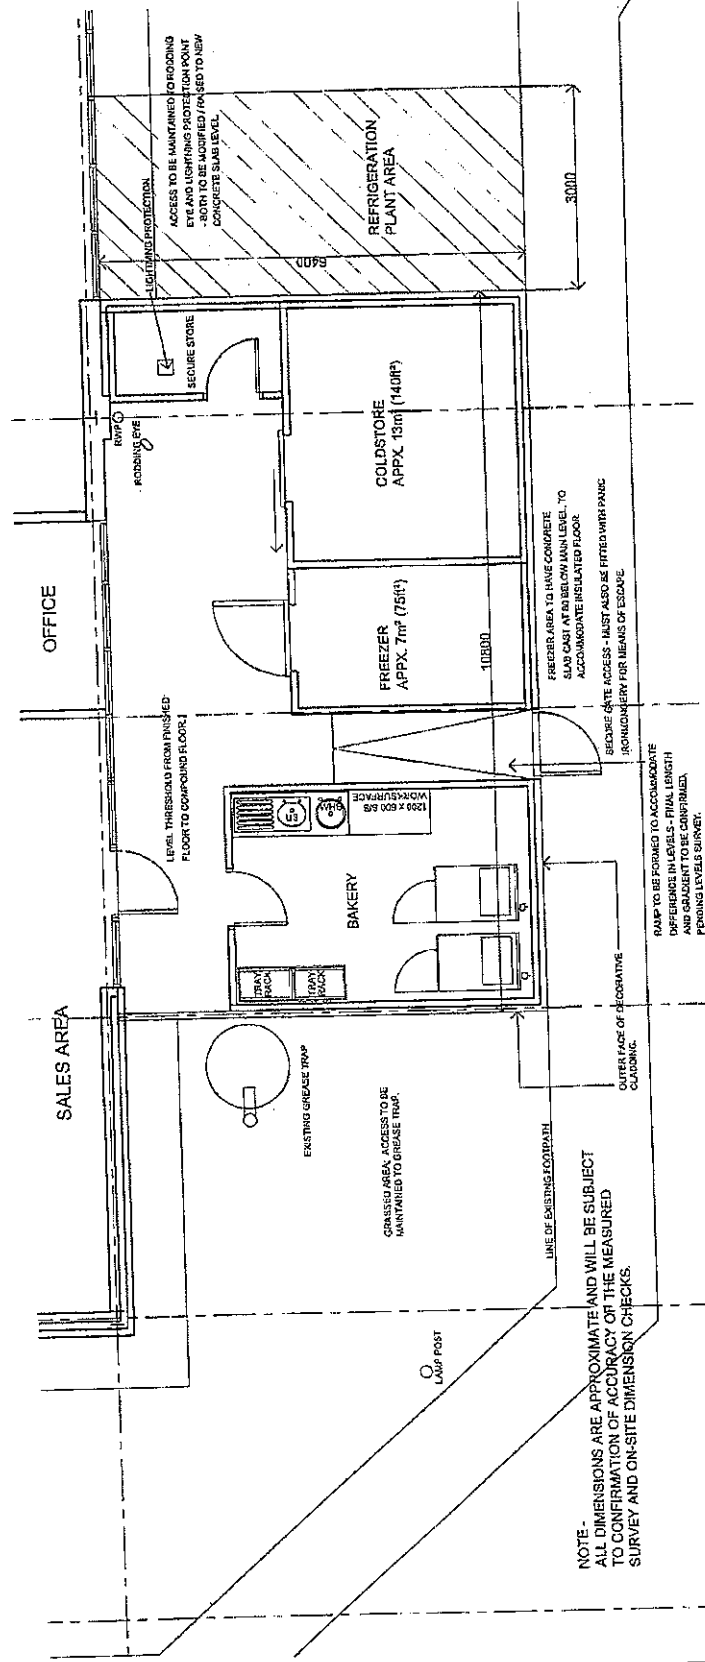 SALES AREA
OFFICE
LEVEL THRESHOLD FROM FINISHED
FLOOR TO COMPOUND FLOOR.
RWP
RODDING EYE
LIGHTNING PROTECTION
SECURE STORE
ACCESS TO BE MAINTAINED TO RODDING
EYE AND LIGHTNING PROTECTION POINT
- BOTH TO BE MODIFIED / RAISED TO NEW
CONCRETE SLAB LEVEL.
REFRIGERATION
PLANT AREA
6400
3000
COLDSTORE
APPX. 13m² (140ft²)
FREEZER
APPX. 7m² (75ft²)
10800
1200 x 600 S/S
WORKSURFACE
BAKERY
TRAY
RACK
TRAY
RACK
EXISTING GREASE TRAP
GRASSED AREA; ACCESS TO BE
MAINTAINED TO GREASE TRAP.
LAMP POST
LINE OF EXISTING FOOTPATH
OUTER FACE OF DECORATIVE
CLADDING.
FREEZER AREA TO HAVE CONCRETE
SLAB CAST AT 80 BELOW MAIN LEVEL, TO
ACCOMMODATE INSULATED FLOOR
SECURE GATE ACCESS - MUST ALSO BE FITTED WITH PANIC
IRONMONGERY FOR MEANS OF ESCAPE.
RAMP TO BE FORMED TO ACCOMMODATE
DIFFERENCE IN LEVELS - FINAL LENGTH
AND GRADIENT TO BE CONFIRMED,
PENDING LEVELS SURVEY.
NOTE -
ALL DIMENSIONS ARE APPROXIMATE AND WILL BE SUBJECT
TO CONFIRMATION OF ACCURACY OF THE MEASURED
SURVEY AND ON-SITE DIMENSION CHECKS.